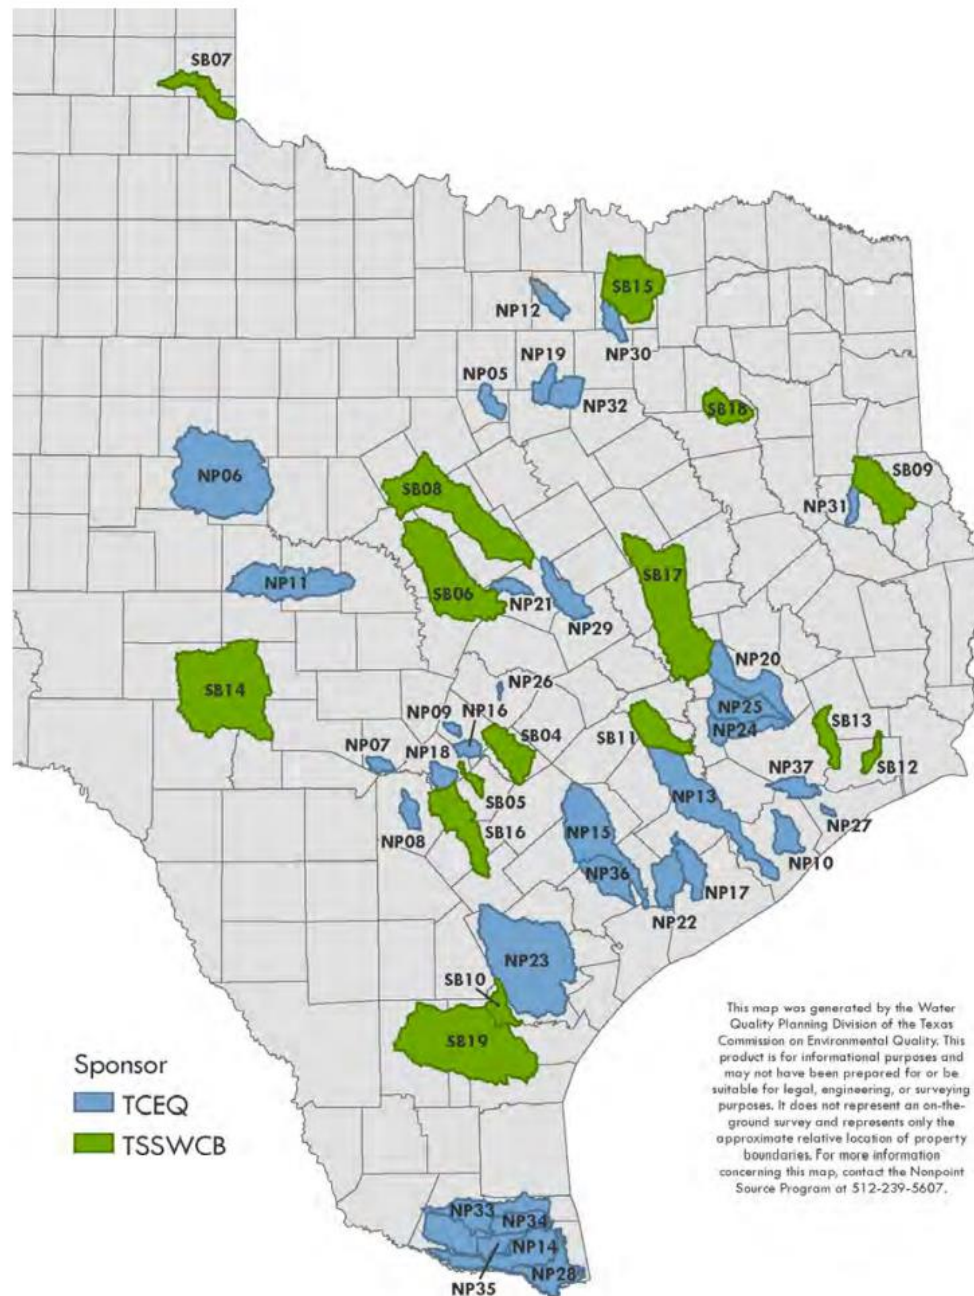 SB07
SB15
NP12
NP30
NP19
NP05
NP32
SB18
NP06
SB08
SB09
NP31
SB17
NP11
SB06
NP21
NP29
NP20
SB14
NP26
NP25
NP09
NP16
SB04
SB11
NP24
SB13
NP07
NP18
SB12
NP37
SB05
NP13
NP08
SB16
NP15
NP27
NP10
NP36
NP17
NP22
NP23
SB10
SB19
This map was generated by the Water
Quality Planning Division of the Texas
Commission on Environmental Quality. This
product is for informational purposes and
may not have been prepared for or be
suitable for legal, engineering, or surveying
purposes. It does not represent an on-the-
ground survey and represents only the
approximate relative location of property
boundaries. For more information
concerning this map, contact the Nonpoint
Source Program at 512-239-5607.
Sponsor
TCEQ
TSSWCB
NP33
NP34
NP14
NP28
NP35